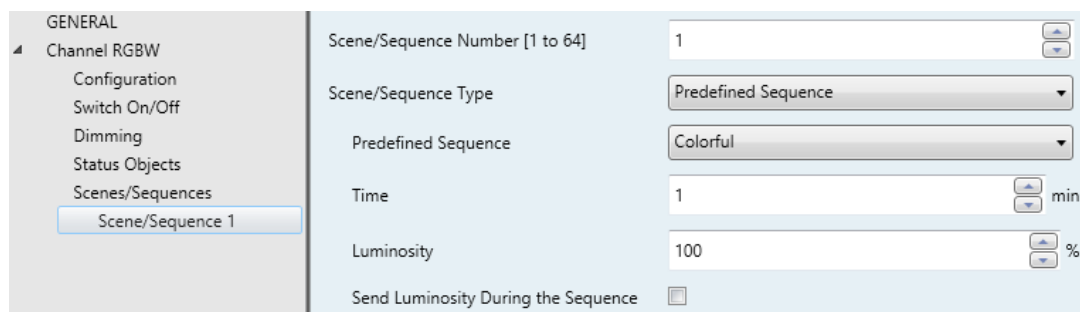 GENERAL
Channel RGBW
Configuration
Switch On/Off
Dimming
Status Objects
Scenes/Sequences
Scene/Sequence 1
Scene/Sequence Number [1 to 64] 1
Scene/Sequence Type Predefined Sequence
Predefined Sequence Colorful
Time 1 min
Luminosity 100 %
Send Luminosity During the Sequence